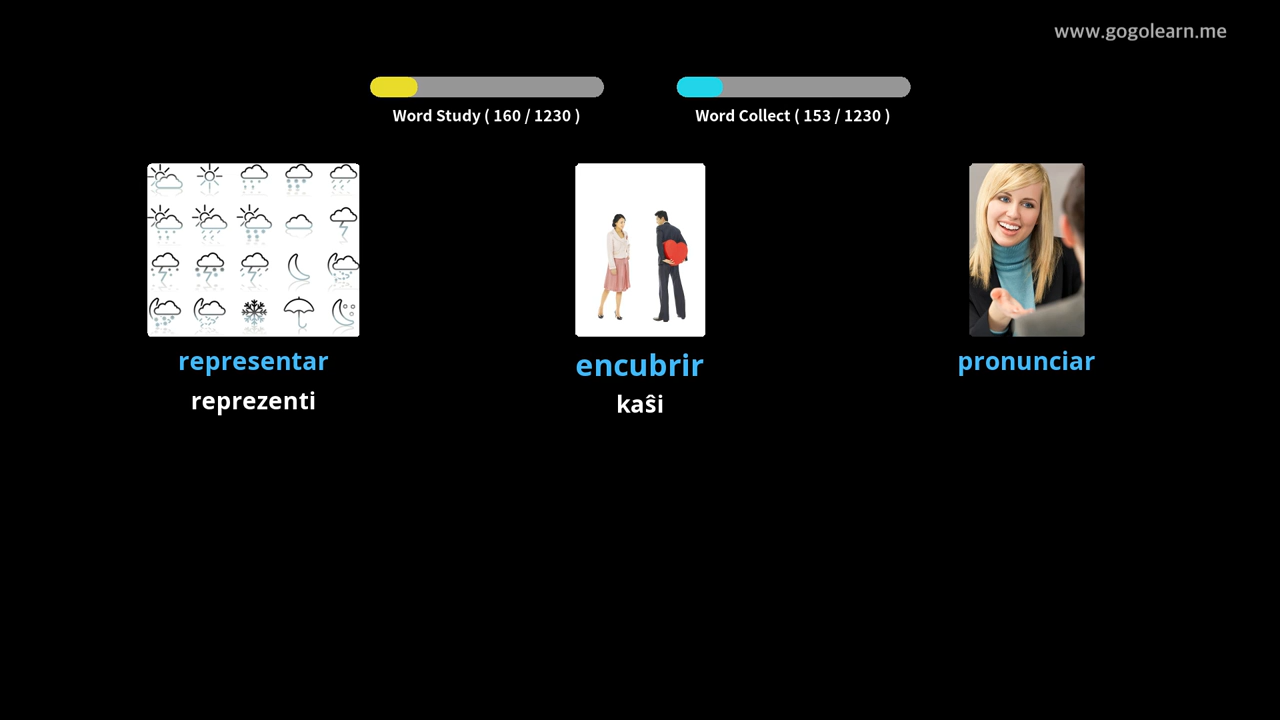 www.gogolearn.me
Word Study ( 160 / 1230 )
Word Collect ( 153 / 1230 )
representar
reprezenti
encubrir
kaŝi
pronunciar